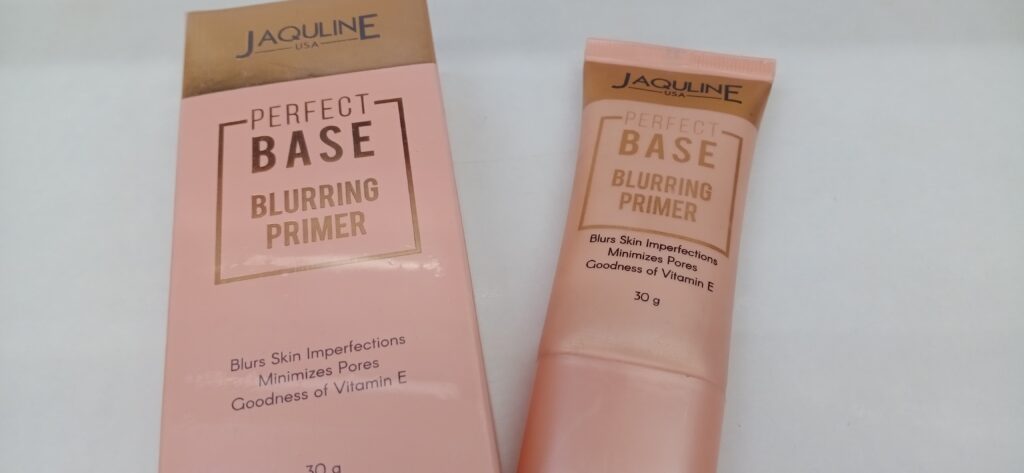 JAQULINE
USA
PERFECT
BASE
BLURRING
PRIMER
Blurs Skin Imperfections
Minimizes Pores
Goodness of Vitamin E
30 g
JAQULINE
USA
PERFECT
BASE
BLURRING
PRIMER
Blurs Skin Imperfections
Minimizes Pores
Goodness of Vitamin E
30 g